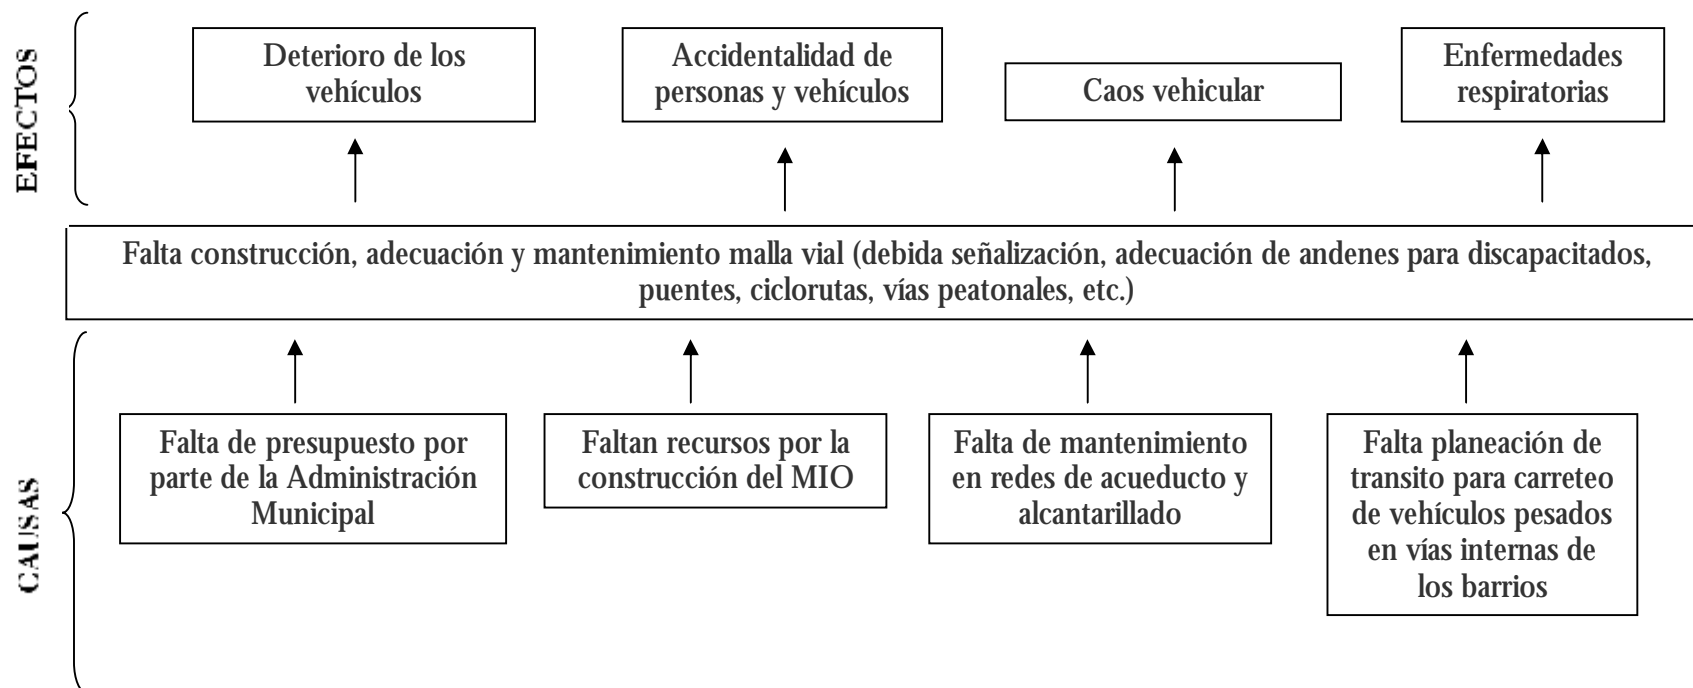 EFECTOS
Deterioro de los
vehículos
Accidentalidad de
personas y vehículos
Caos vehicular
Enfermedades
respiratorias
Falta construcción, adecuación y mantenimiento malla vial (debida señalización, adecuación de andenes para discapacitados,
puentes, ciclorutas, vías peatonales, etc.)
CAUSAS
Falta de presupuesto por
parte de la Administración
Municipal
Faltan recursos por la
construcción del MIO
Falta de mantenimiento
en redes de acueducto y
alcantarillado
Falta planeación de
transito para carreteo
de vehículos pesados
en vías internas de
los barrios